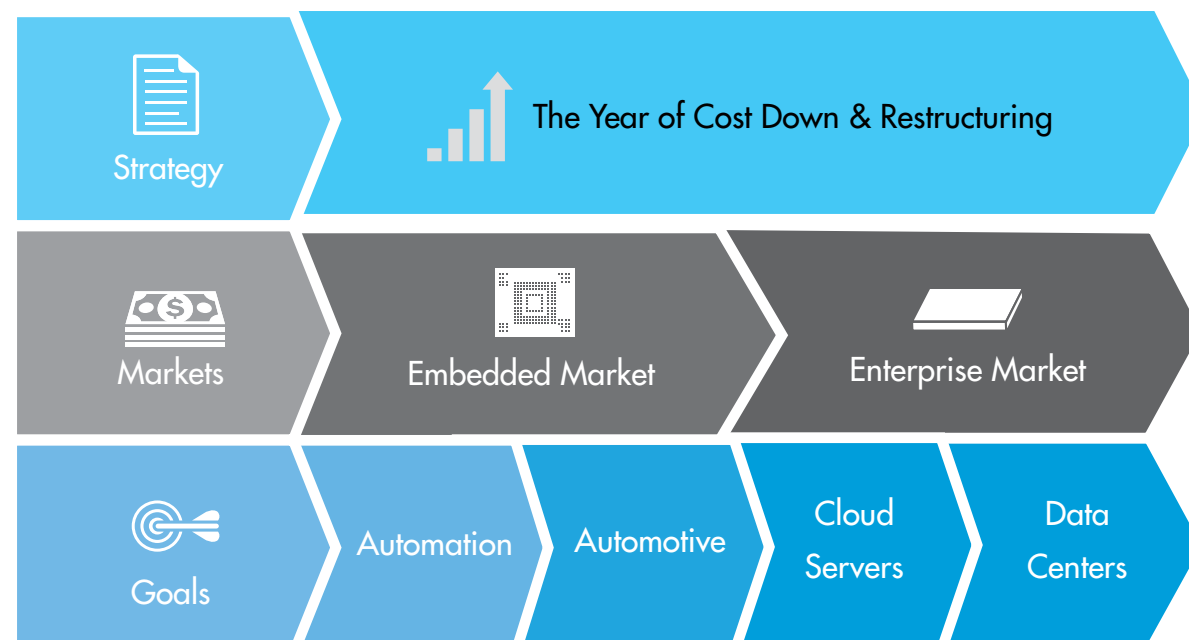 Strategy
The Year of Cost Down & Restructuring
$
Markets
Embedded Market
Enterprise Market
Goals
Automation
Automotive
Cloud
Servers
Data
Centers